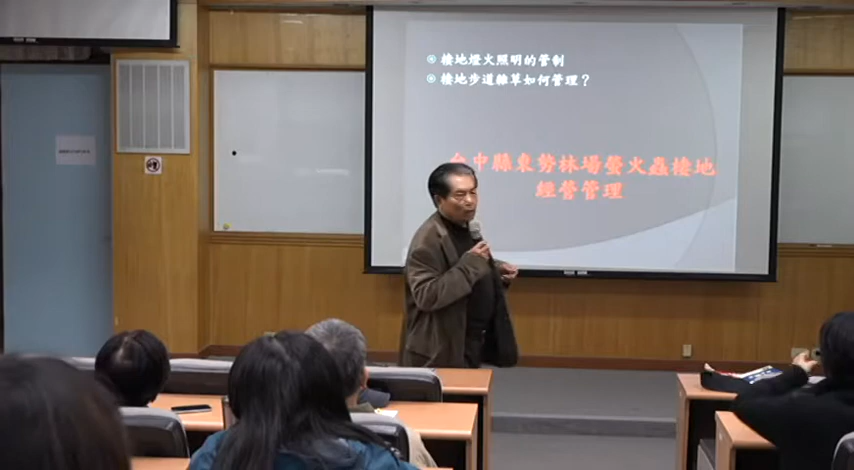 棲地燈火照明的管制
棲地步道雜草如何管理？
台中縣東勢林場螢火蟲棲地
經營管理